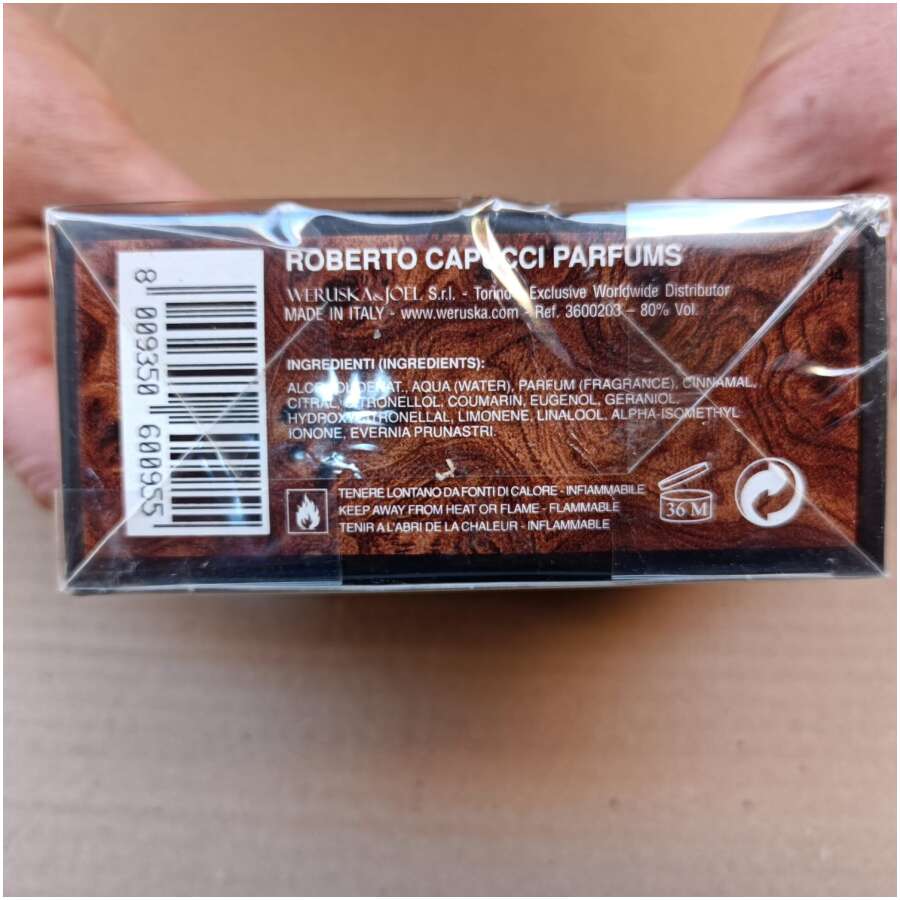 ROBERTO CAPUCCI PARFUMS
WERUSKA & JOEL S.r.l. - Torino - Exclusive Worldwide Distributor
MADE IN ITALY - www.weruska.com - Ref. 3600203 - 80% Vol.
INGREDIENTI (INGREDIENTS):
ALCOHOL DENAT., AQUA (WATER), PARFUM (FRAGRANCE), CINNAMAL,
CITRAL, CITRONELLOL, COUMARIN, EUGENOL, GERANIOL,
HYDROXYCITRONELLAL, LIMONENE, LINALOOL, ALPHA-ISOMETHYL
IONONE, EVERNIA PRUNASTRI.
TENERE LONTANO DA FONTI DI CALORE - INFIAMMABILE
KEEP AWAY FROM HEAT OR FLAME - FLAMMABLE
TENIR A L'ABRI DE LA CHALEUR - INFLAMMABLE
36 M
8 009350 600955